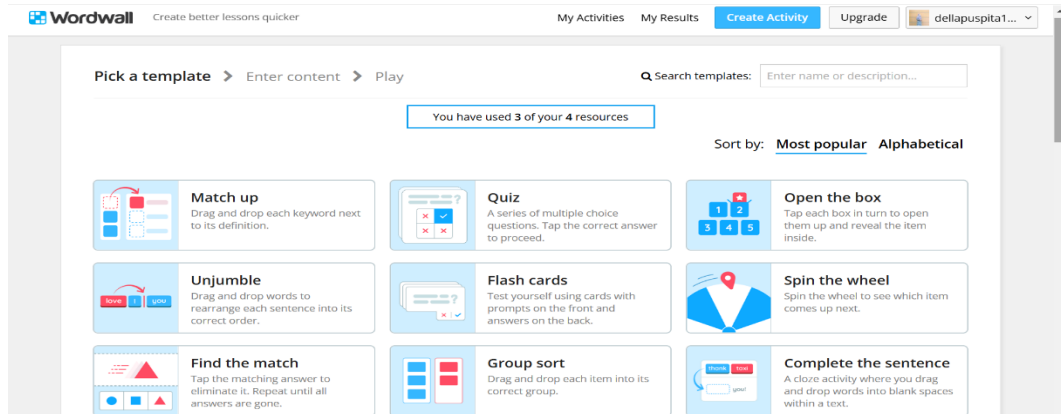 Wordwall Create better lessons quicker My Activities My Results Create Activity Upgrade dellapuspita1...
Pick a template > Enter content > Play Search templates: Enter name or description...
You have used 3 of your 4 resources
Sort by: Most popular Alphabetical
Match up
Drag and drop each keyword next
to its definition.
Quiz
A series of multiple choice
questions. Tap the correct answer
to proceed.
Open the box
Tap each box in turn to open
them up and reveal the item
inside.
1 2
3 4 5
Unjumble
Drag and drop words to
rearrange each sentence into its
correct order.
love i you
Flash cards
Test yourself using cards with
prompts on the front and
answers on the back.
Spin the wheel
Spin the wheel to see which item
comes up next.
Find the match
Tap the matching answer to
eliminate it. Repeat until all
answers are gone.
Group sort
Drag and drop each item into its
correct group.
Complete the sentence
A cloze activity where you drag
and drop words into blank spaces
within a text.
thank taxi
you!